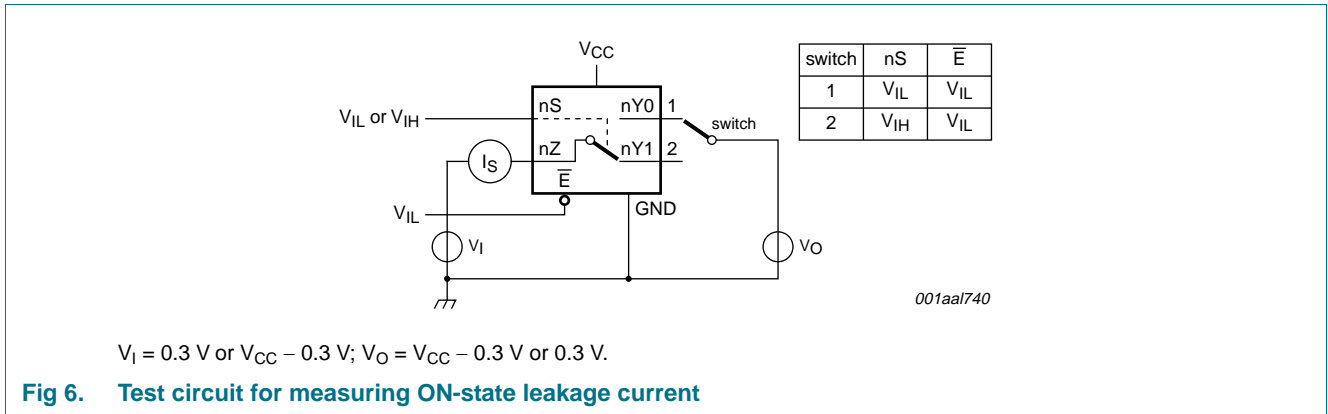 VCC
switch nS E̅
1 VIL VIL
2 VIH VIL
nS nY0 1
VIL or VIH
switch
nZ nY1 2
IS
E̅
VIL
GND
VI
VO
001aal740
VI = 0.3 V or VCC − 0.3 V; VO = VCC − 0.3 V or 0.3 V.
Fig 6. Test circuit for measuring ON-state leakage current